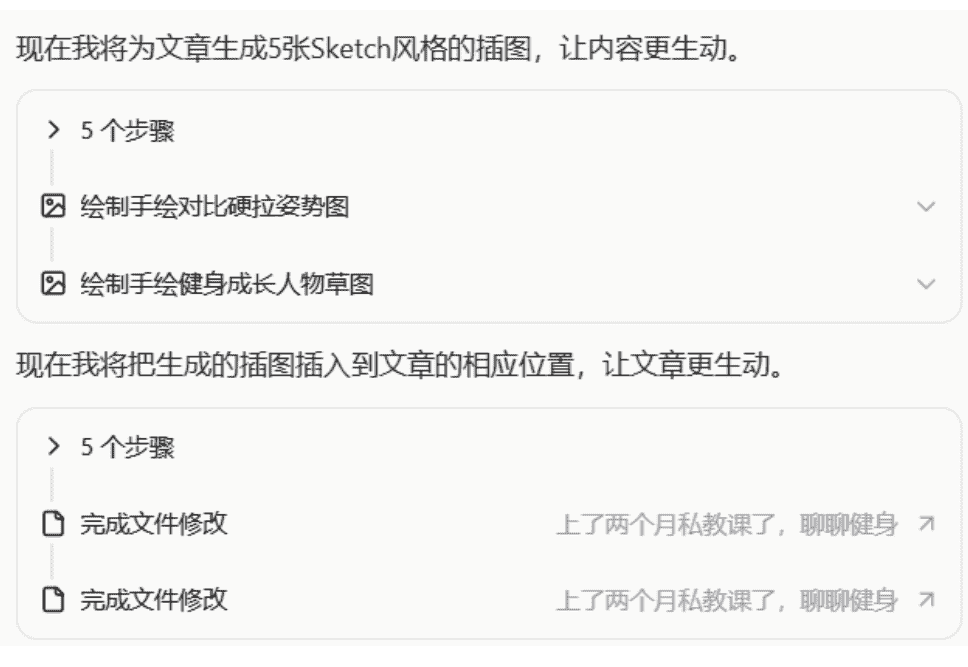 现在我将为文章生成5张Sketch风格的插图，让内容更生动。
5 个步骤
绘制手绘对比硬拉姿势图
绘制手绘健身成长人物草图
现在我将把生成的插图插入到文章的相应位置，让文章更生动。
5 个步骤
完成文件修改 上了两个月私教课了，聊聊健身
完成文件修改 上了两个月私教课了，聊聊健身